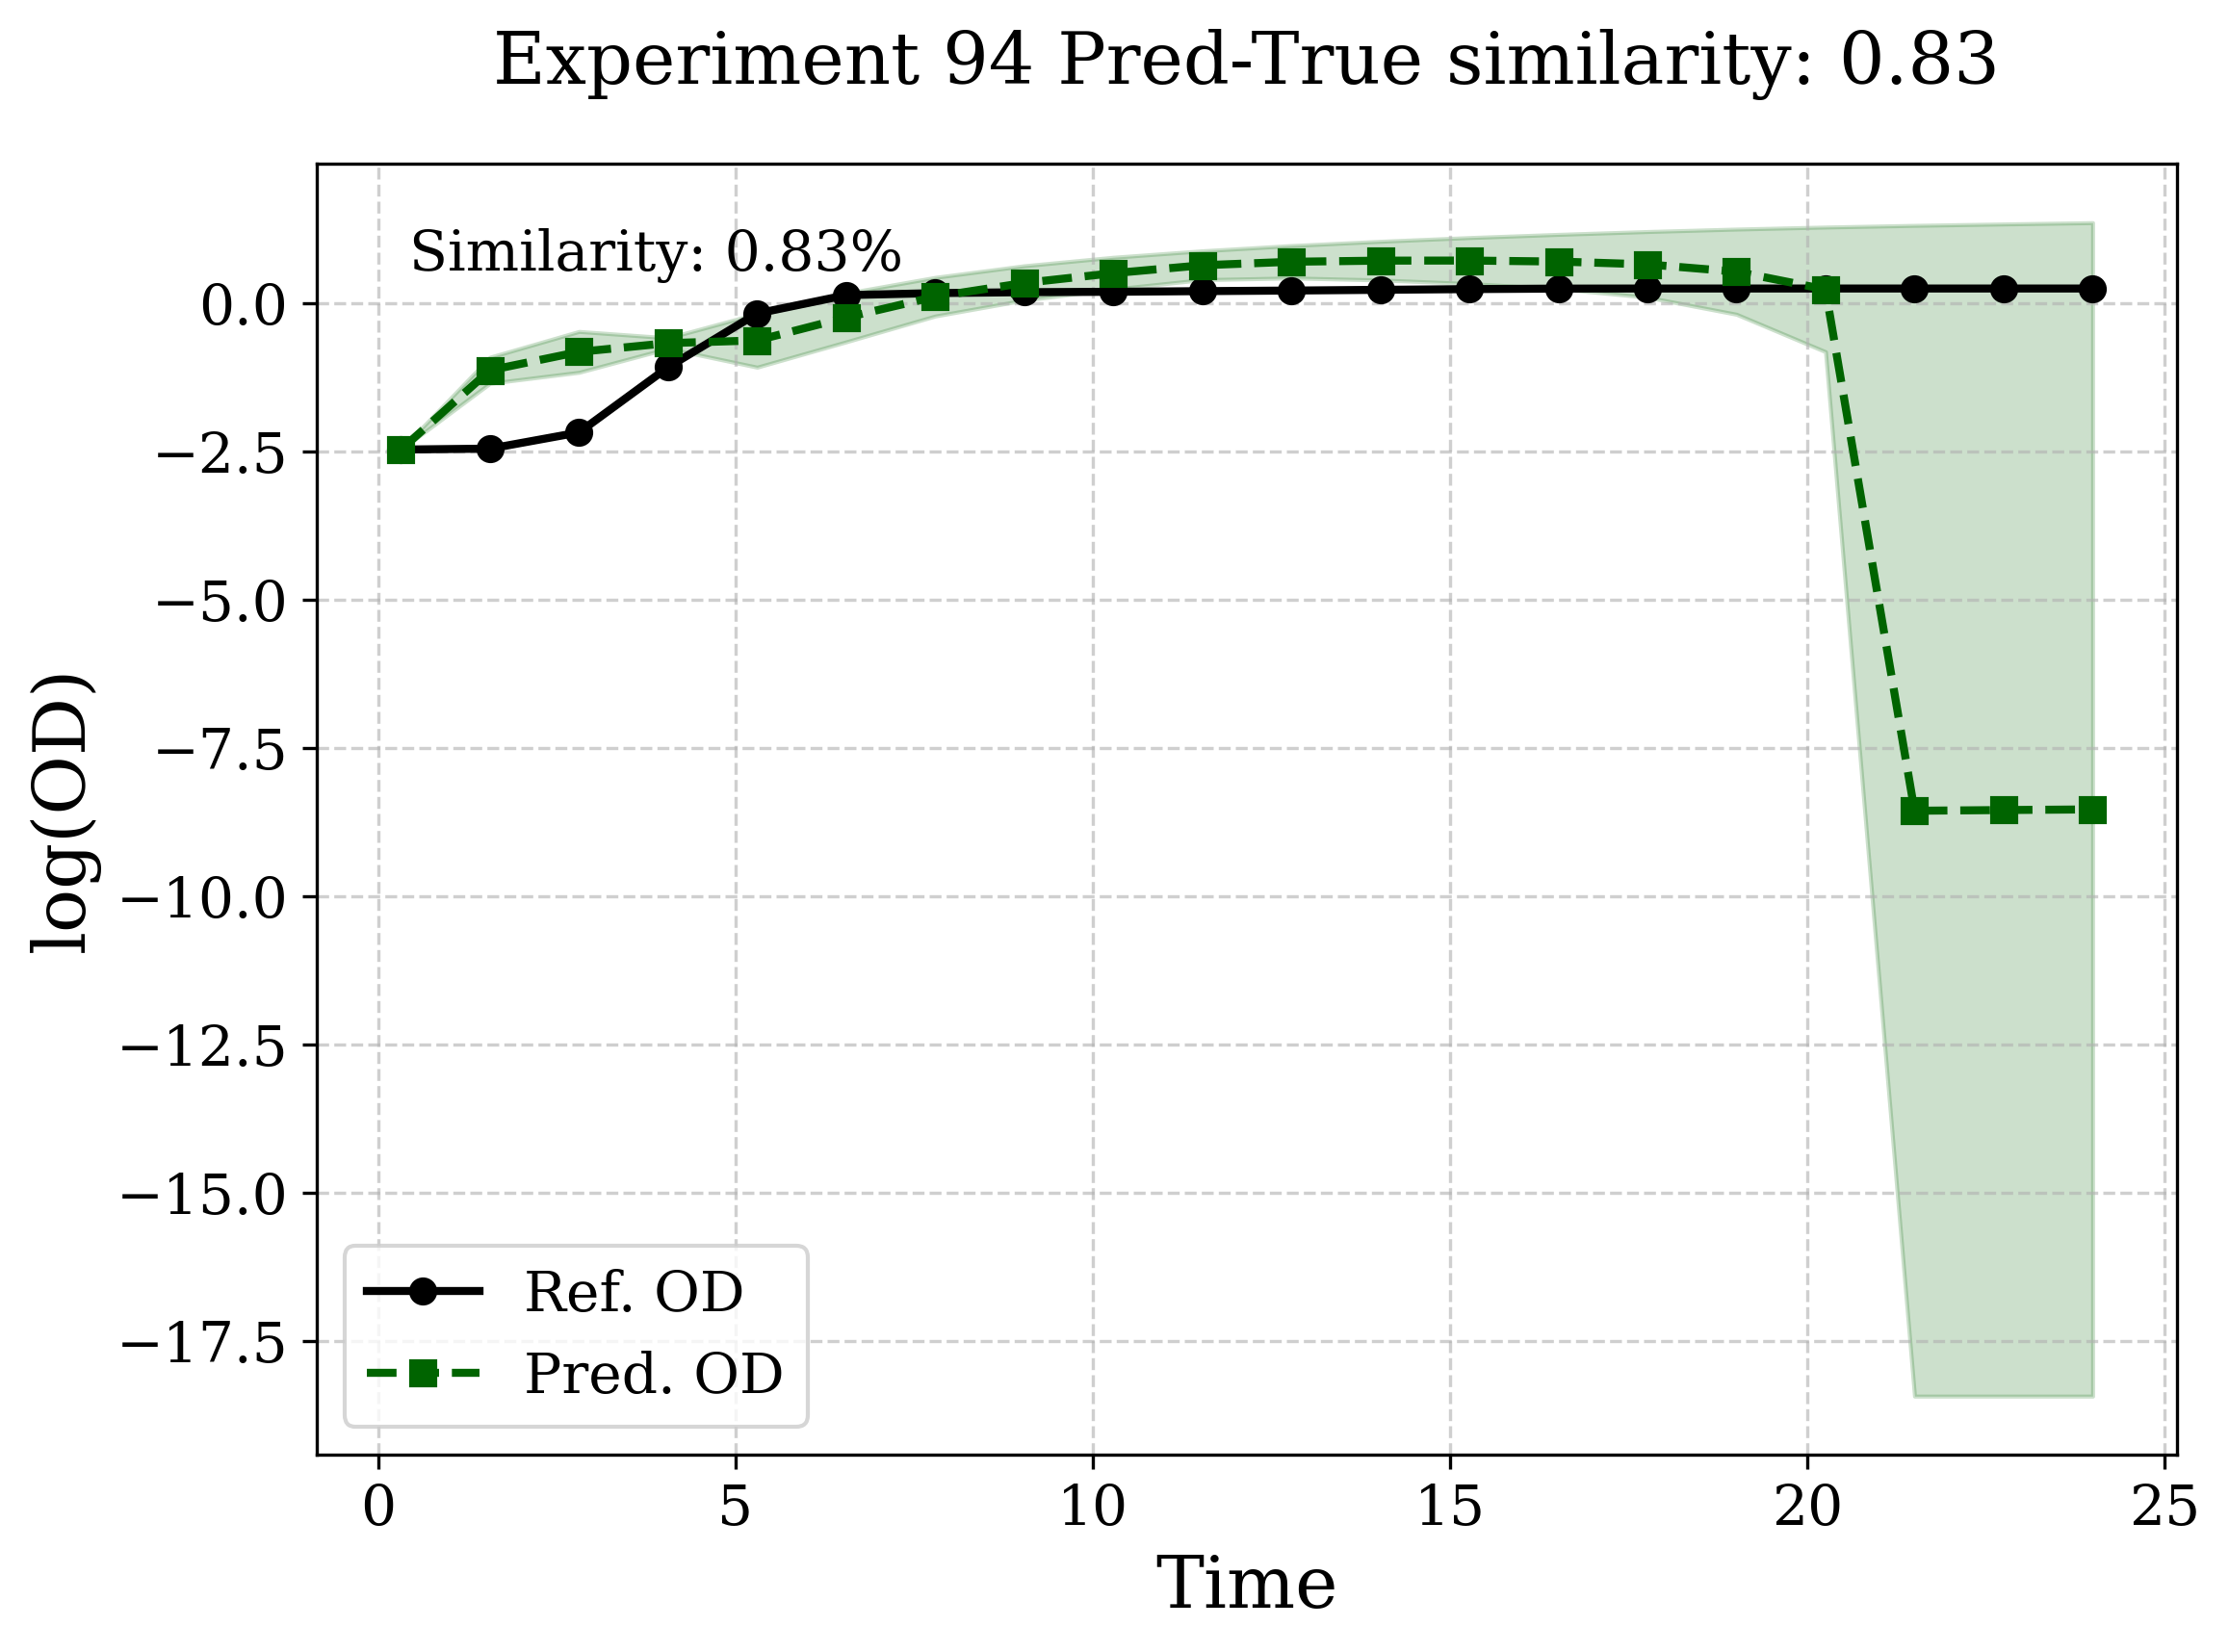 Experiment 94 Pred-True similarity: 0.83
Similarity: 0.83%
0.0
−2.5
−5.0
−7.5
−10.0
−12.5
−15.0
−17.5
log(OD)
Ref. OD
Pred. OD
0 5 10 15 20 25
Time